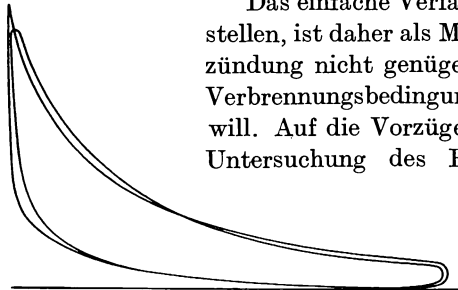 Das einfache Verfa
stellen, ist daher als M
zündung nicht genüge
Verbrennungsbedingun
will. Auf die Vorzüge
Untersuchung des